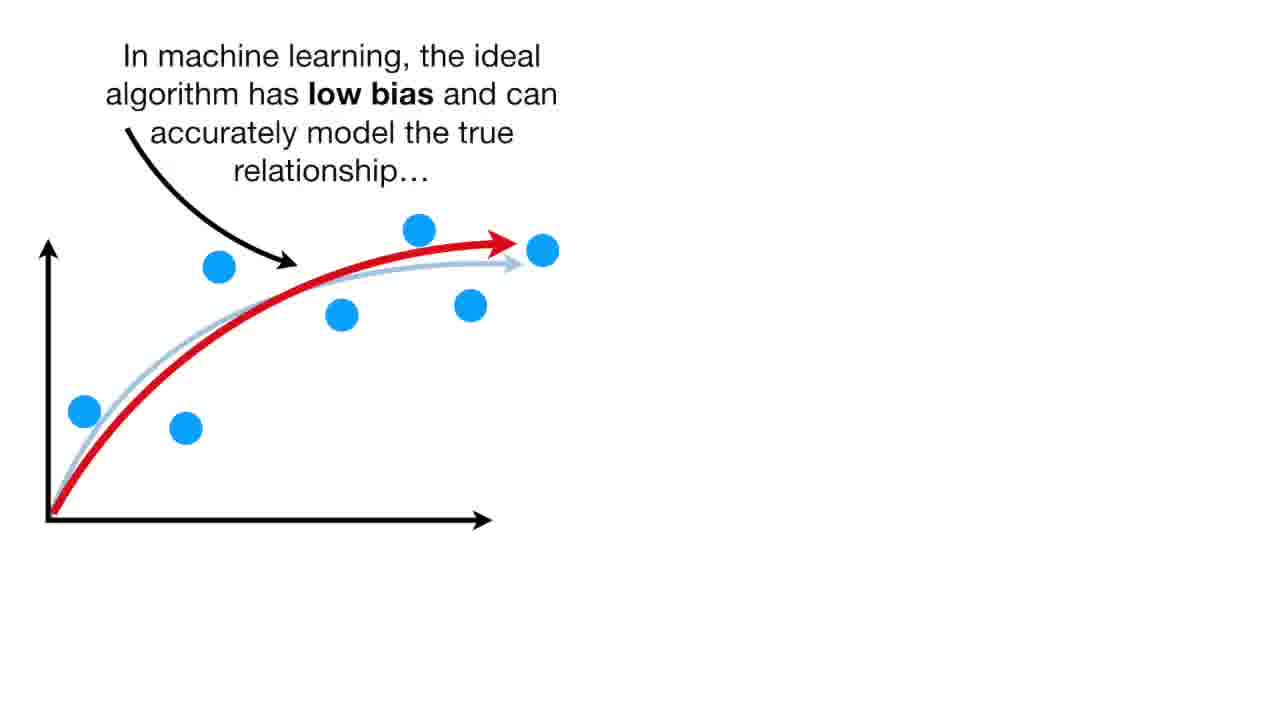 In machine learning, the ideal
algorithm has low bias and can
accurately model the true
relationship…